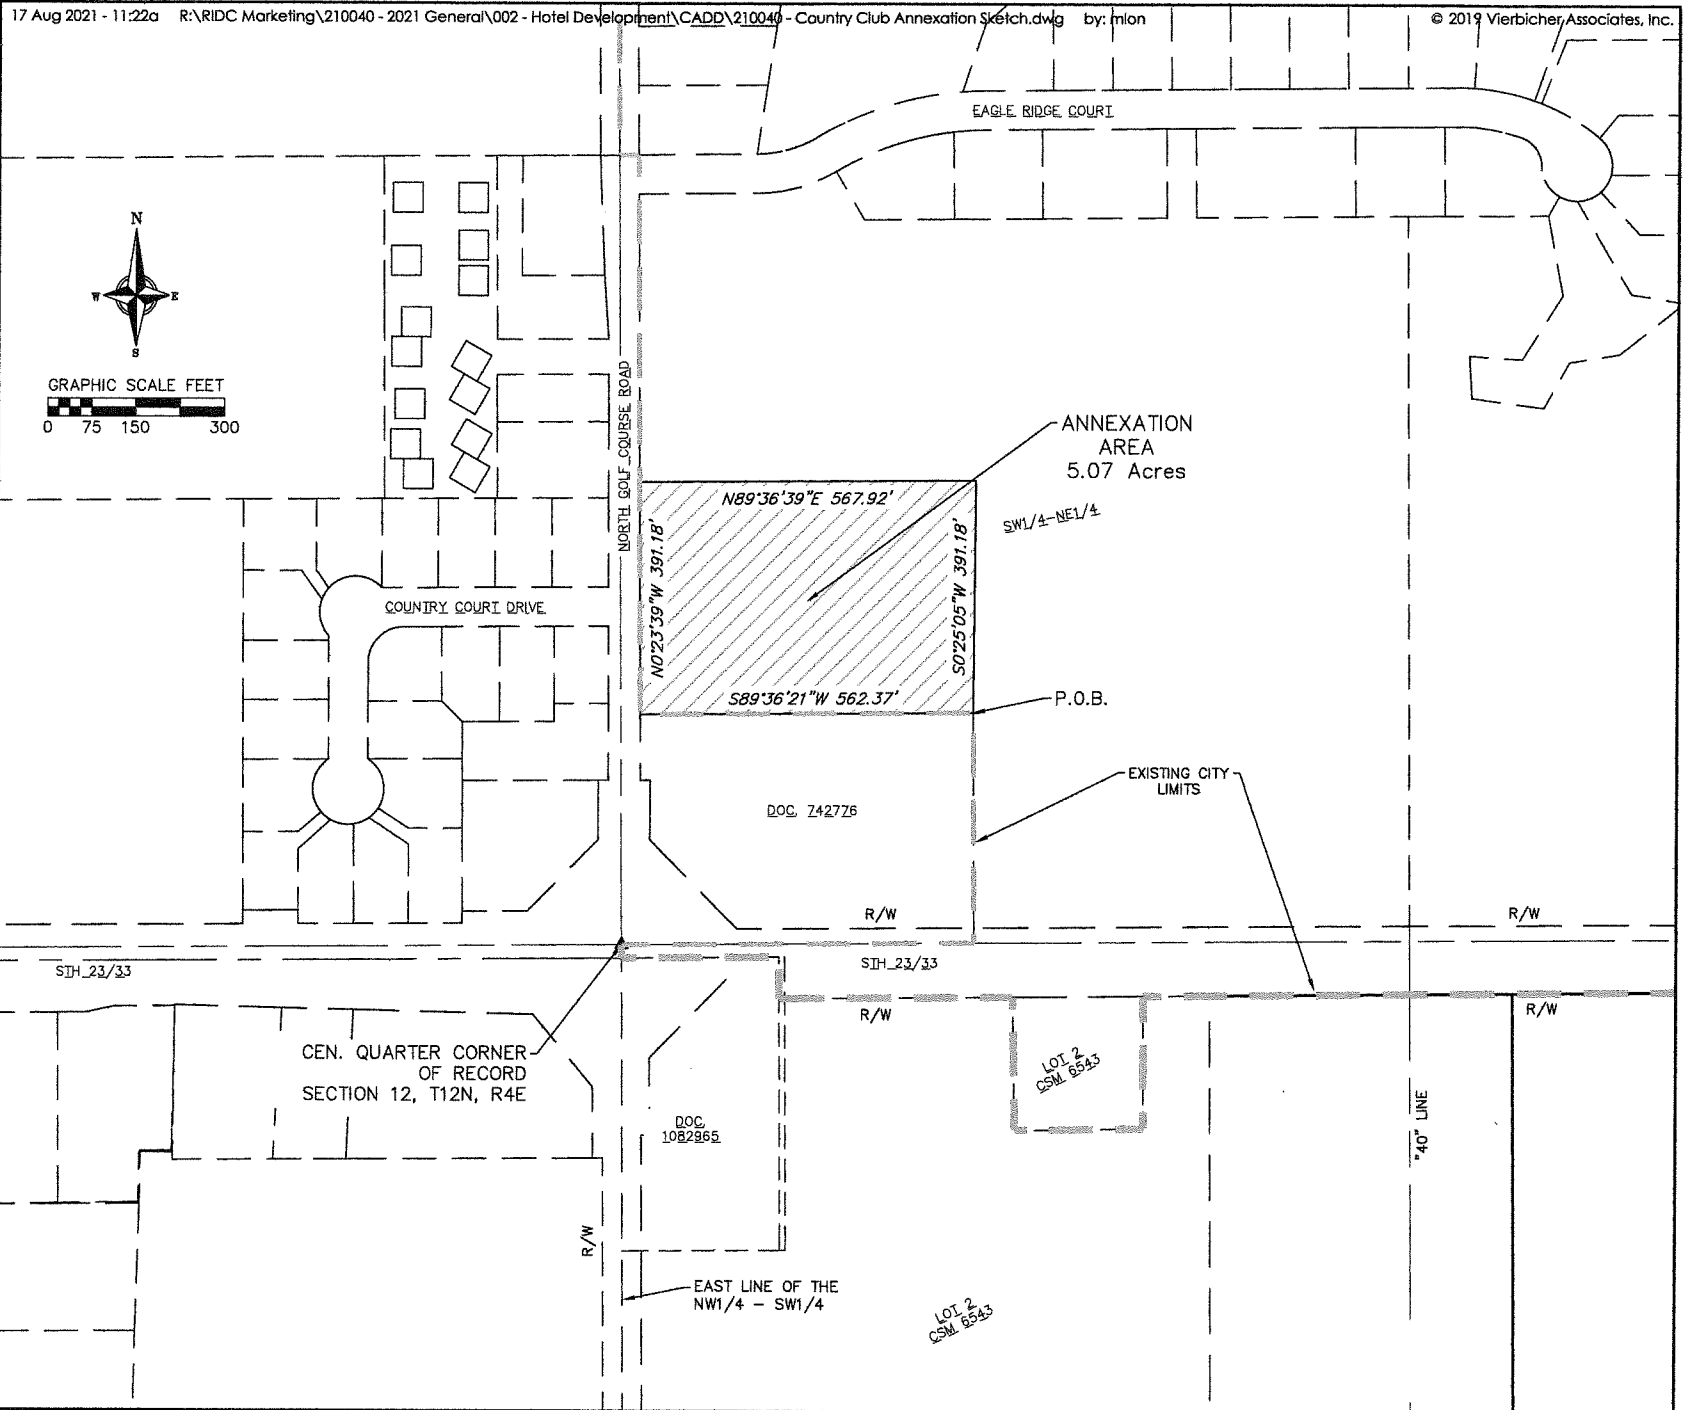 17 Aug 2021 - 11:22a R:\RIDC Marketing\210040 - 2021 General\002 - Hotel Development\CADD\210040 - Country Club Annexation Sketch.dwg by: mlon
© 2019 Vierbicher Associates, Inc.
EAGLE RIDGE COURT
N
W E
S
GRAPHIC SCALE FEET
0 75 150 300
NORTH GOLF COURSE ROAD
ANNEXATION
AREA
5.07 Acres
SW1/4-NE1/4
N89°36'39"E 567.92'
N0°23'39"W 391.18'
S0°25'05"W 391.18'
S89°36'21"W 562.37'
COUNTRY COURT DRIVE
P.O.B.
EXISTING CITY
LIMITS
DOC. 742776
R/W
R/W
STH 23/33
STH 23/33
R/W
R/W
CEN. QUARTER CORNER
OF RECORD
SECTION 12, T12N, R4E
LOT 2
CSM 6543
DOC.
1082965
"40" LINE
R/W
EAST LINE OF THE
NW1/4 - SW1/4
LOT 2
CSM 6543